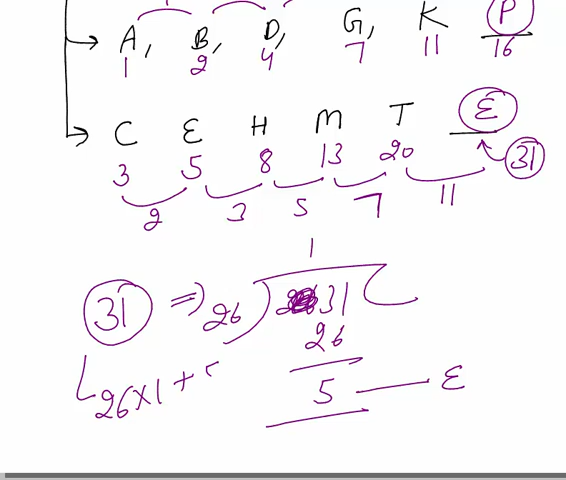 A, B, D, G, K P
1 2 4 7 11 16
C E H M T E
3 5 8 13 20 31
2 3 5 7 11
1
31 ⇒ 26 ) 31
26
26×1 + 5
5 — E